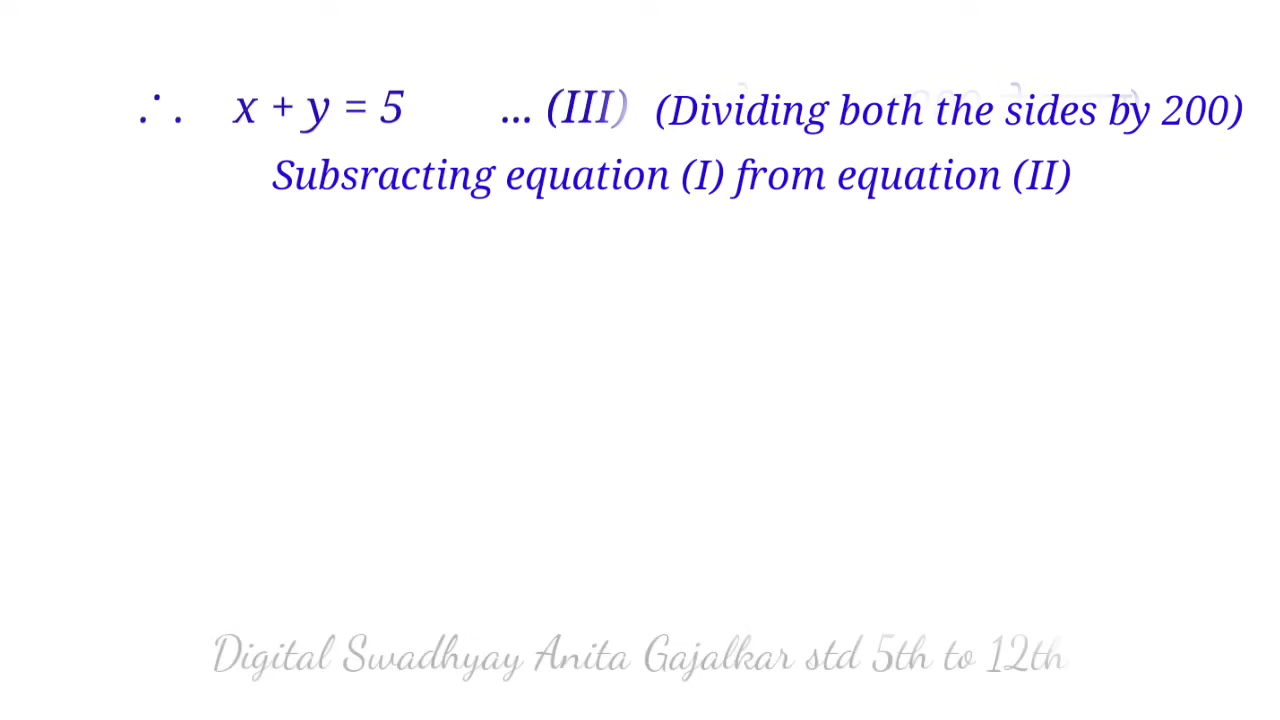 ∴ x + y = 5 ... (III) (Dividing both the sides by 200)
Subsracting equation (I) from equation (II)
Digital Swadhyay Anita Gajalkar std 5th to 12th